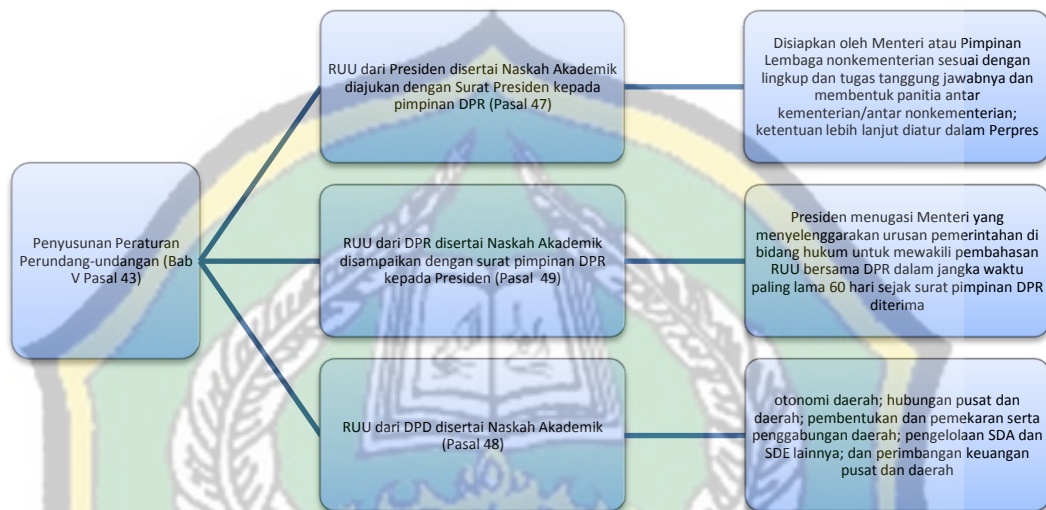 Penyusunan Peraturan
Perundang-undangan (Bab
V Pasal 43)
RUU dari Presiden disertai Naskah Akademik
diajukan dengan Surat Presiden kepada
pimpinan DPR (Pasal 47)
Disiapkan oleh Menteri atau Pimpinan
Lembaga nonkementerian sesuai dengan
lingkup dan tugas tanggung jawabnya dan
membentuk panitia antar
kementerian/antar nonkementerian;
ketentuan lebih lanjut diatur dalam Perpres
RUU dari DPR disertai Naskah Akademik
disampaikan dengan surat pimpinan DPR
kepada Presiden (Pasal 49)
Presiden menugasi Menteri yang
menyelenggarakan urusan pemerintahan di
bidang hukum untuk mewakili pembahasan
RUU bersama DPR dalam jangka waktu
paling lama 60 hari sejak surat pimpinan DPR
diterima
RUU dari DPD disertai Naskah Akademik
(Pasal 48)
otonomi daerah; hubungan pusat dan
daerah; pembentukan dan pemekaran serta
penggabungan daerah; pengelolaan SDA dan
SDE lainnya; dan perimbangan keuangan
pusat dan daerah